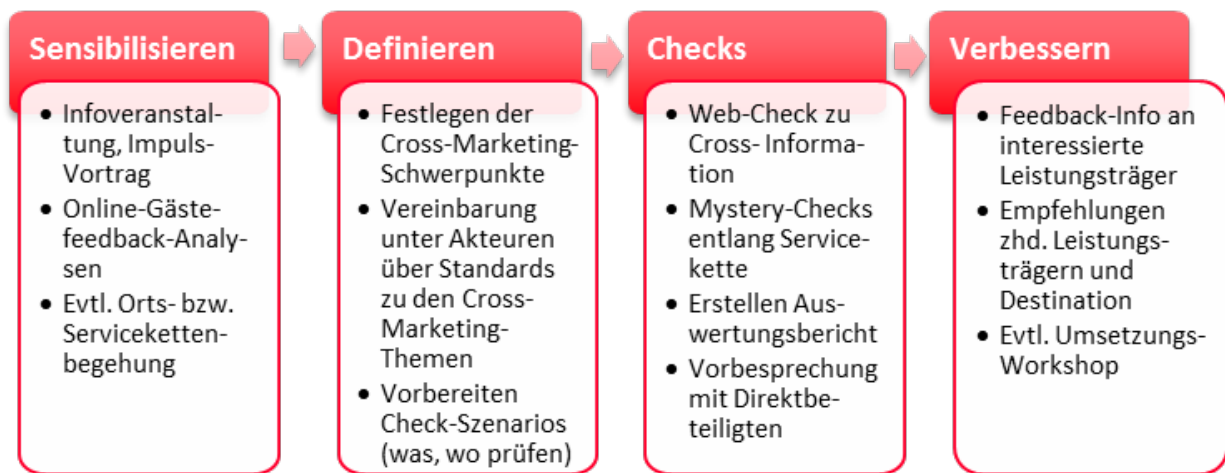 Sensibilisieren
• Infoveranstal-
tung, Impuls-
Vortrag
• Online-Gäste-
feedback-Analy-
sen
• Evtl. Orts- bzw.
Serviceketten-
begehung
Definieren
• Festlegen der
Cross-Marketing-
Schwerpunkte
• Vereinbarung
unter Akteuren
über Standards
zu den Cross-
Marketing-
Themen
• Vorbereiten
Check-Szenarios
(was, wo prüfen)
Checks
• Web-Check zu
Cross- Informa-
tion
• Mystery-Checks
entlang Service-
kette
• Erstellen Aus-
wertungsbericht
• Vorbesprechung
mit Direktbe-
teiligten
Verbessern
• Feedback-Info an
interessierte
Leistungsträger
• Empfehlungen
zhd. Leistungs-
trägern und
Destination
• Evtl. Umsetzungs-
Workshop